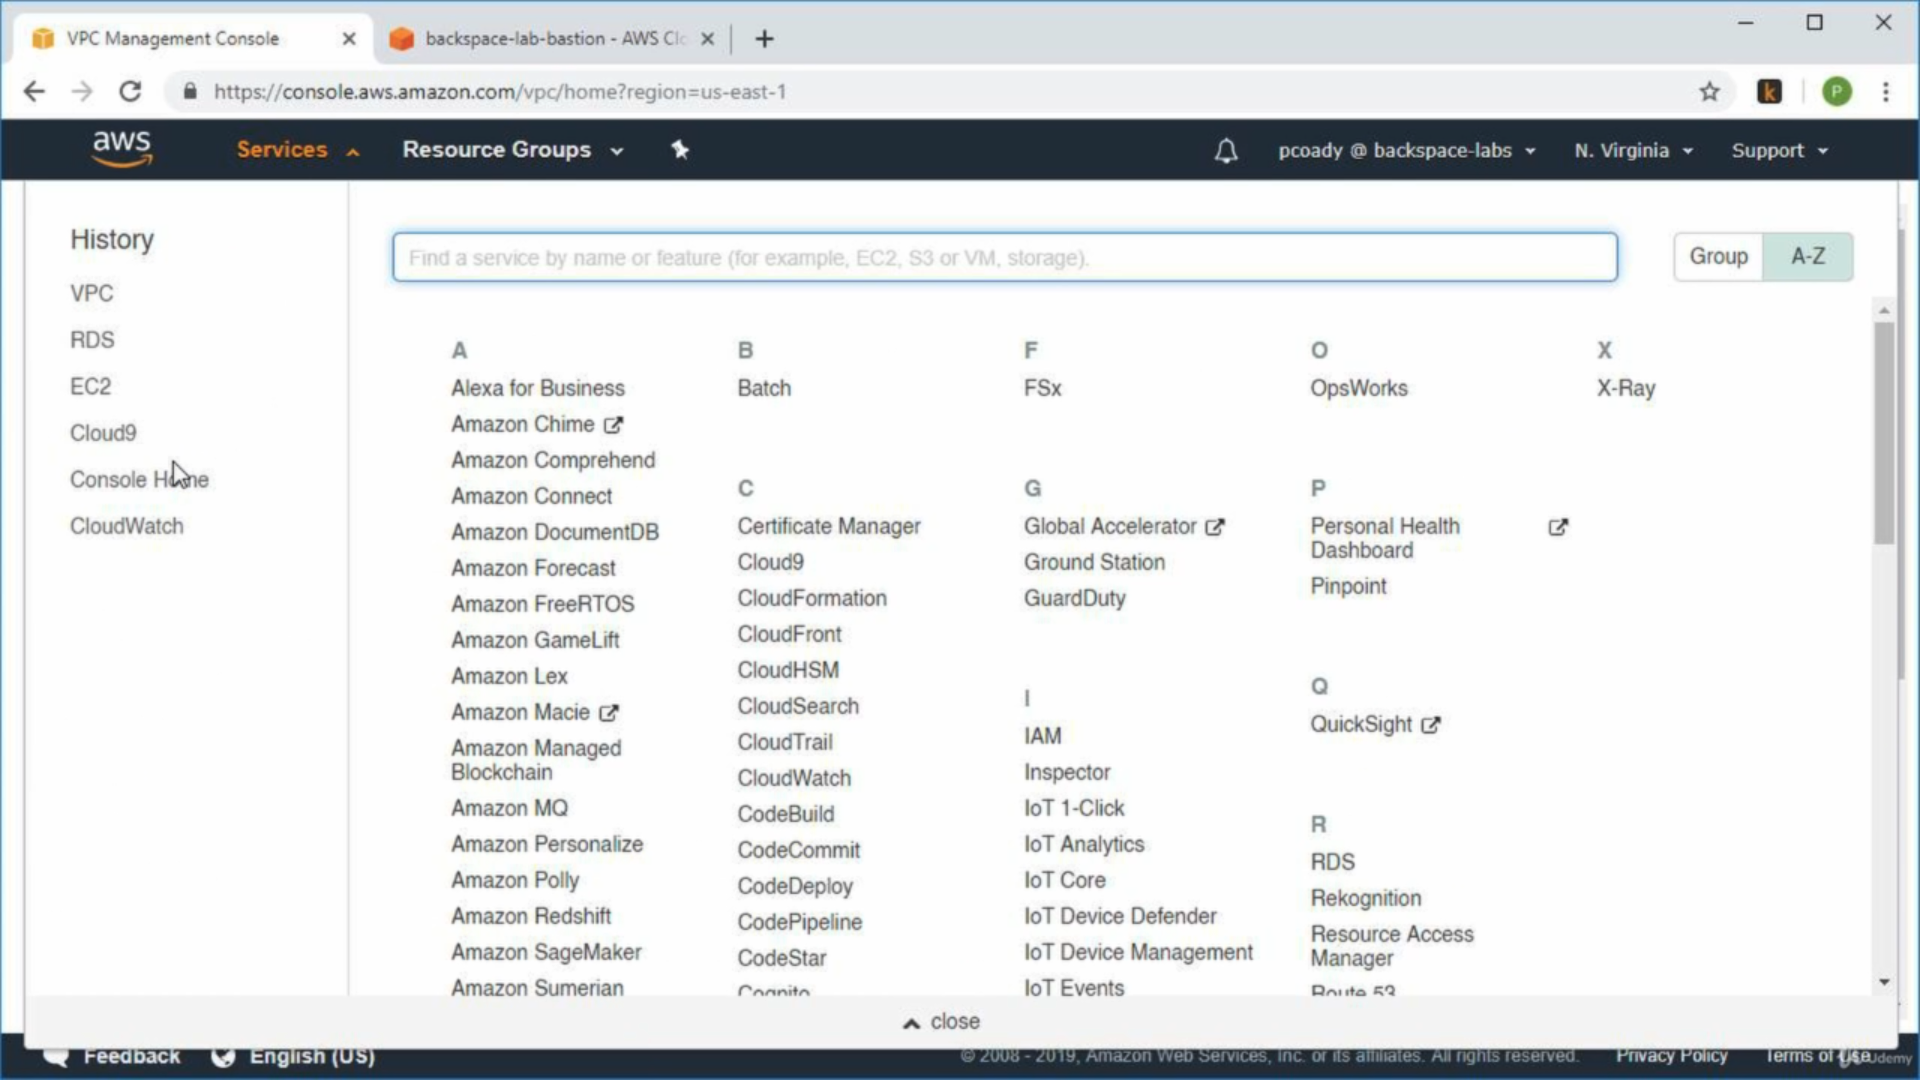 VPC Management Console
backspace-lab-bastion - AWS Clo
https://console.aws.amazon.com/vpc/home?region=us-east-1
k
P
aws
Services
Resource Groups
pcoady @ backspace-labs
N. Virginia
Support
History
VPC
RDS
EC2
Cloud9
Console Home
CloudWatch
Find a service by name or feature (for example, EC2, S3 or VM, storage).
Group
A-Z
A
Alexa for Business
Amazon Chime
Amazon Comprehend
Amazon Connect
Amazon DocumentDB
Amazon Forecast
Amazon FreeRTOS
Amazon GameLift
Amazon Lex
Amazon Macie
Amazon Managed
Blockchain
Amazon MQ
Amazon Personalize
Amazon Polly
Amazon Redshift
Amazon SageMaker
Amazon Sumerian
B
Batch
C
Certificate Manager
Cloud9
CloudFormation
CloudFront
CloudHSM
CloudSearch
CloudTrail
CloudWatch
CodeBuild
CodeCommit
CodeDeploy
CodePipeline
CodeStar
Cognito
F
FSx
G
Global Accelerator
Ground Station
GuardDuty
I
IAM
Inspector
IoT 1-Click
IoT Analytics
IoT Core
IoT Device Defender
IoT Device Management
IoT Events
O
OpsWorks
P
Personal Health
Dashboard
Pinpoint
Q
QuickSight
R
RDS
Rekognition
Resource Access
Manager
Route 53
X
X-Ray
close
Feedback
English (US)
© 2008 - 2019, Amazon Web Services, Inc. or its affiliates. All rights reserved.
Privacy Policy
Terms of Use
Udemy